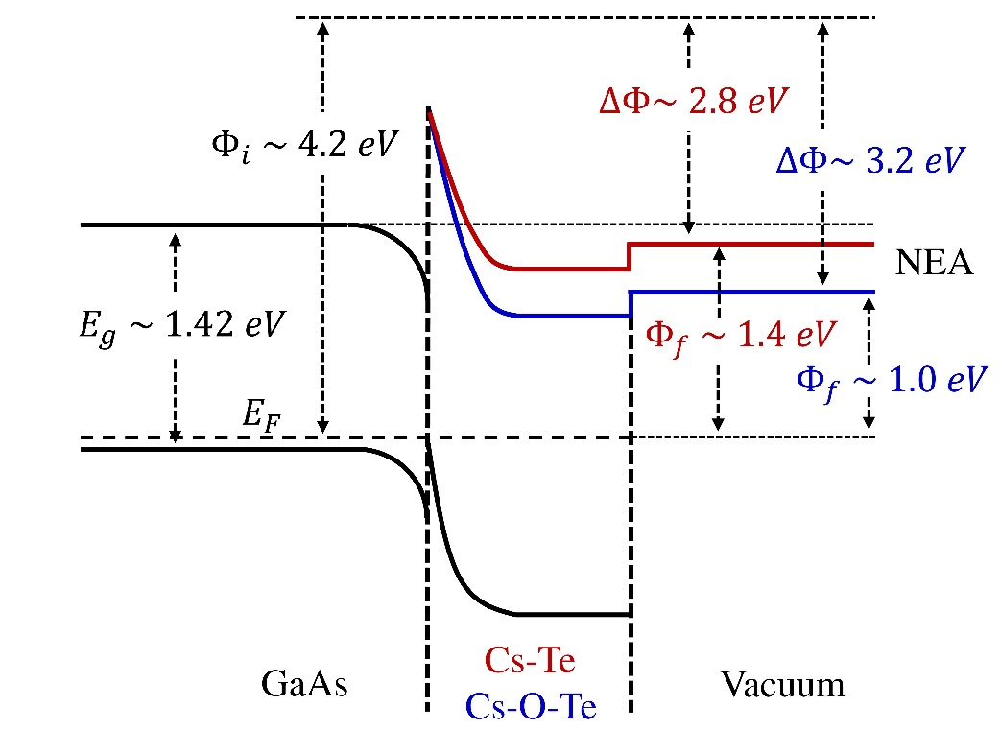 ΔΦ~ 2.8 eV
Φᵢ ~ 4.2 eV
ΔΦ~ 3.2 eV
NEA
E_g ~ 1.42 eV
Φ_f ~ 1.4 eV
Φ_f ~ 1.0 eV
E_F
Cs-Te
GaAs
Vacuum
Cs-O-Te